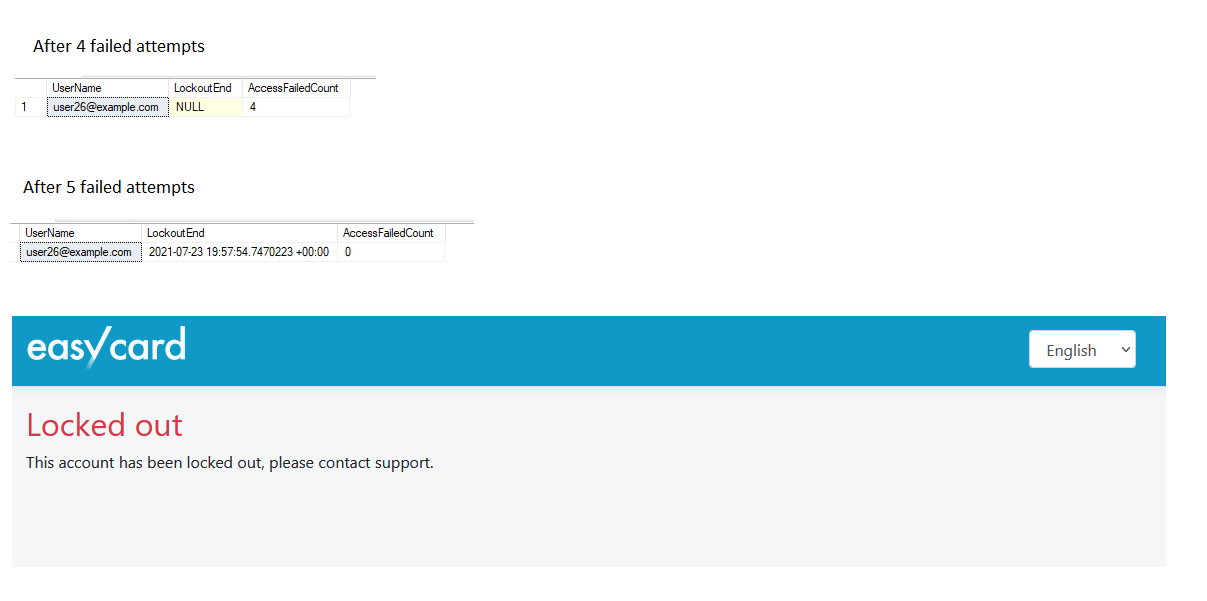 After 4 failed attempts
UserName LockoutEnd AccessFailedCount
1 user26@example.com NULL 4
After 5 failed attempts
UserName LockoutEnd AccessFailedCount
user26@example.com 2021-07-23 19:57:54.7470223 +00:00 0
easycard English
Locked out
This account has been locked out, please contact support.